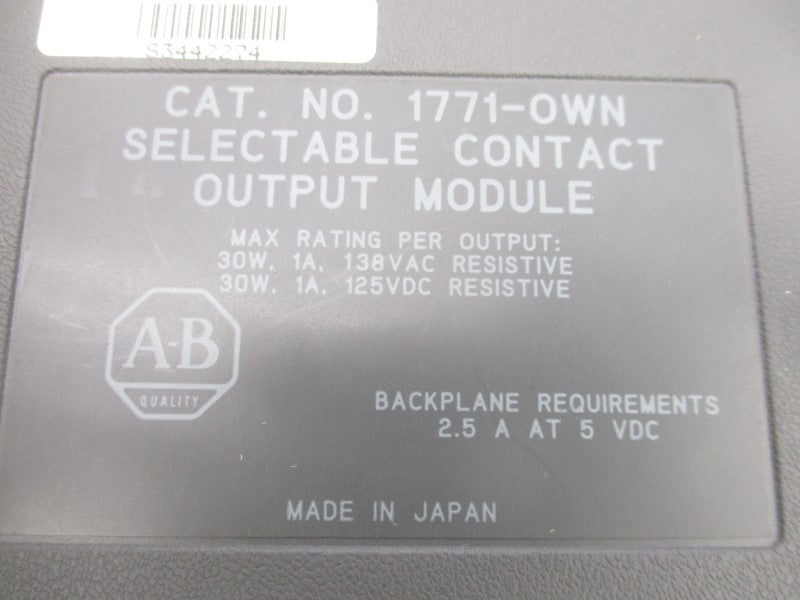 S3442274
CAT. NO. 1771-OWN
SELECTABLE CONTACT
OUTPUT MODULE
MAX RATING PER OUTPUT:
30W, 1A, 138VAC RESISTIVE
30W, 1A, 125VDC RESISTIVE
A-B
QUALITY
BACKPLANE REQUIREMENTS
2.5 A AT 5 VDC
MADE IN JAPAN